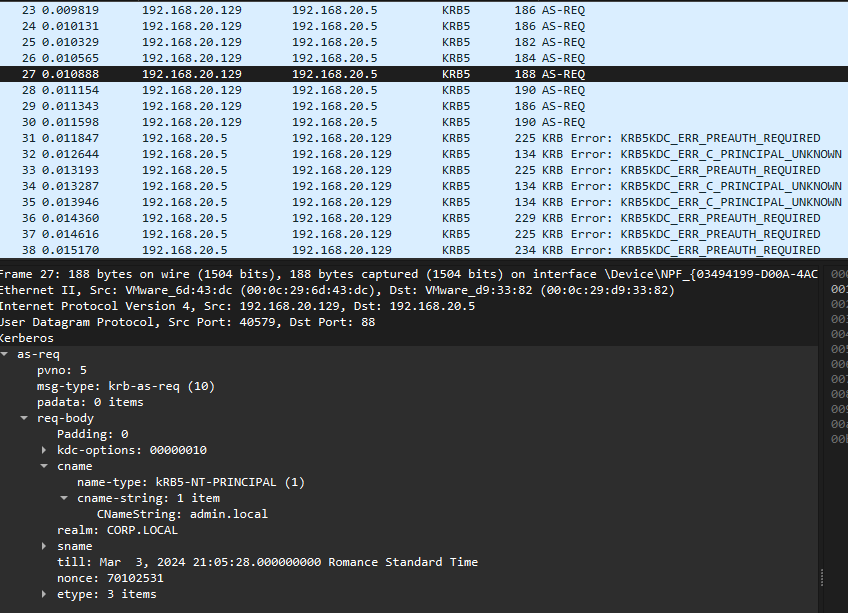 23 0.009819 192.168.20.129 192.168.20.5 KRB5 186 AS-REQ
24 0.010131 192.168.20.129 192.168.20.5 KRB5 186 AS-REQ
25 0.010329 192.168.20.129 192.168.20.5 KRB5 182 AS-REQ
26 0.010565 192.168.20.129 192.168.20.5 KRB5 184 AS-REQ
27 0.010888 192.168.20.129 192.168.20.5 KRB5 188 AS-REQ
28 0.011154 192.168.20.129 192.168.20.5 KRB5 190 AS-REQ
29 0.011343 192.168.20.129 192.168.20.5 KRB5 186 AS-REQ
30 0.011598 192.168.20.129 192.168.20.5 KRB5 190 AS-REQ
31 0.011847 192.168.20.5 192.168.20.129 KRB5 225 KRB Error: KRB5KDC_ERR_PREAUTH_REQUIRED
32 0.012644 192.168.20.5 192.168.20.129 KRB5 134 KRB Error: KRB5KDC_ERR_C_PRINCIPAL_UNKNOWN
33 0.013193 192.168.20.5 192.168.20.129 KRB5 225 KRB Error: KRB5KDC_ERR_PREAUTH_REQUIRED
34 0.013287 192.168.20.5 192.168.20.129 KRB5 134 KRB Error: KRB5KDC_ERR_C_PRINCIPAL_UNKNOWN
35 0.013946 192.168.20.5 192.168.20.129 KRB5 134 KRB Error: KRB5KDC_ERR_C_PRINCIPAL_UNKNOWN
36 0.014360 192.168.20.5 192.168.20.129 KRB5 229 KRB Error: KRB5KDC_ERR_PREAUTH_REQUIRED
37 0.014616 192.168.20.5 192.168.20.129 KRB5 225 KRB Error: KRB5KDC_ERR_PREAUTH_REQUIRED
38 0.015170 192.168.20.5 192.168.20.129 KRB5 234 KRB Error: KRB5KDC_ERR_PREAUTH_REQUIRED
Frame 27: 188 bytes on wire (1504 bits), 188 bytes captured (1504 bits) on interface \Device\NPF_{03494199-D00A-4AC
Ethernet II, Src: VMware_6d:43:dc (00:0c:29:6d:43:dc), Dst: VMware_d9:33:82 (00:0c:29:d9:33:82)
Internet Protocol Version 4, Src: 192.168.20.129, Dst: 192.168.20.5
User Datagram Protocol, Src Port: 40579, Dst Port: 88
Kerberos
as-req
pvno: 5
msg-type: krb-as-req (10)
padata: 0 items
req-body
Padding: 0
kdc-options: 00000010
cname
name-type: kRB5-NT-PRINCIPAL (1)
cname-string: 1 item
CNameString: admin.local
realm: CORP.LOCAL
sname
till: Mar  3, 2024 21:05:28.000000000 Romance Standard Time
nonce: 70102531
etype: 3 items